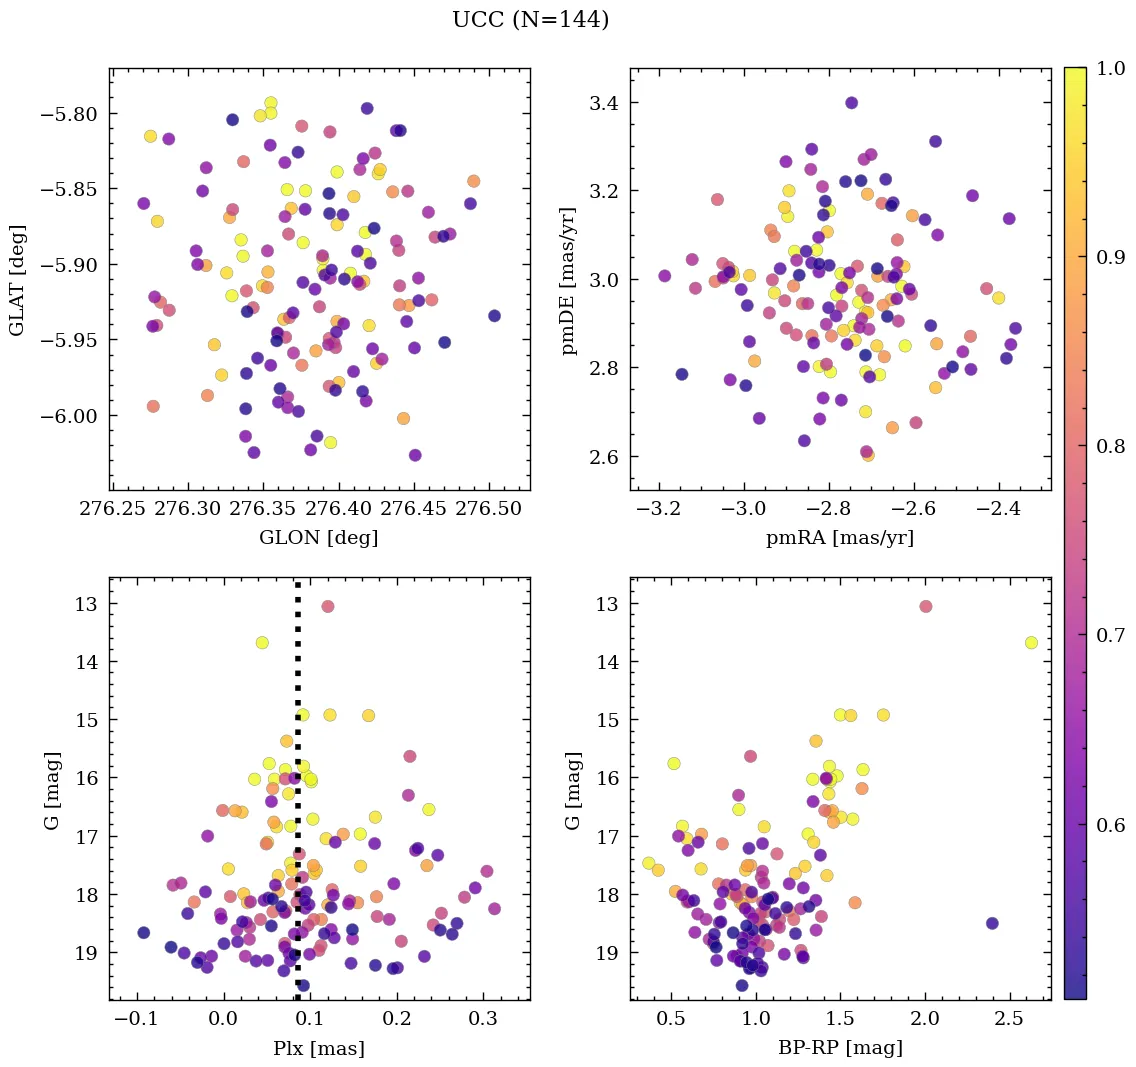 UCC (N=144)
−5.80
−5.85
−5.90
−5.95
−6.00
GLAT [deg]
276.25 276.30 276.35 276.40 276.45 276.50
GLON [deg]
3.4
3.2
3.0
2.8
2.6
pmDE [mas/yr]
−3.2 −3.0 −2.8 −2.6 −2.4
pmRA [mas/yr]
13
14
15
16
17
18
19
G [mag]
−0.1 0.0 0.1 0.2 0.3
Plx [mas]
13
14
15
16
17
18
19
G [mag]
0.5 1.0 1.5 2.0 2.5
BP-RP [mag]
1.0
0.9
0.8
0.7
0.6